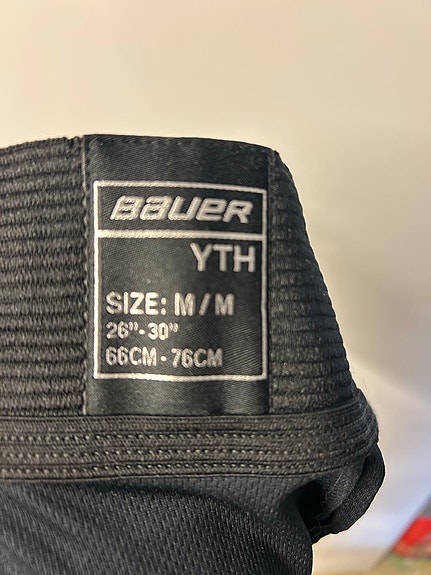 BAUER
YTH
SIZE: M/M
26"-30"
66CM-76CM